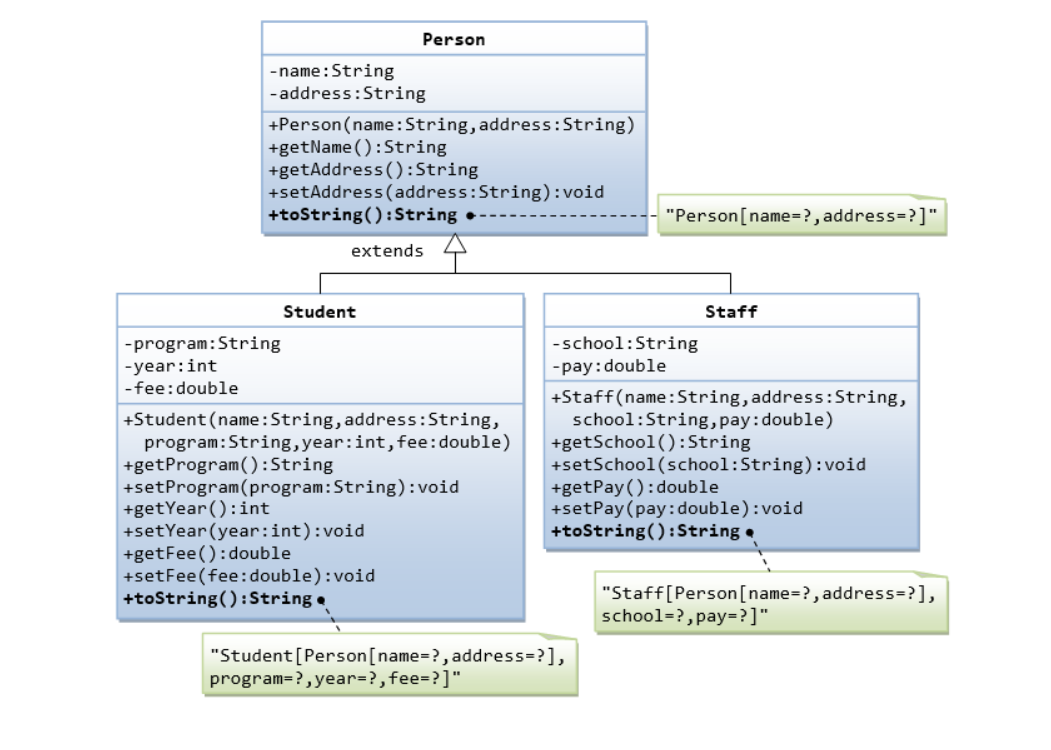 Person
-name:String
-address:String
+Person(name:String,address:String)
+getName():String
+getAddress():String
+setAddress(address:String):void
+toString():String
"Person[name=?,address=?]"
extends
Student
-program:String
-year:int
-fee:double
+Student(name:String,address:String,
program:String,year:int,fee:double)
+getProgram():String
+setProgram(program:String):void
+getYear():int
+setYear(year:int):void
+getFee():double
+setFee(fee:double):void
+toString():String
"Student[Person[name=?,address=?],
program=?,year=?,fee=?]"
Staff
-school:String
-pay:double
+Staff(name:String,address:String,
school:String,pay:double)
+getSchool():String
+setSchool(school:String):void
+getPay():double
+setPay(pay:double):void
+toString():String
"Staff[Person[name=?,address=?],
school=?,pay=?]"